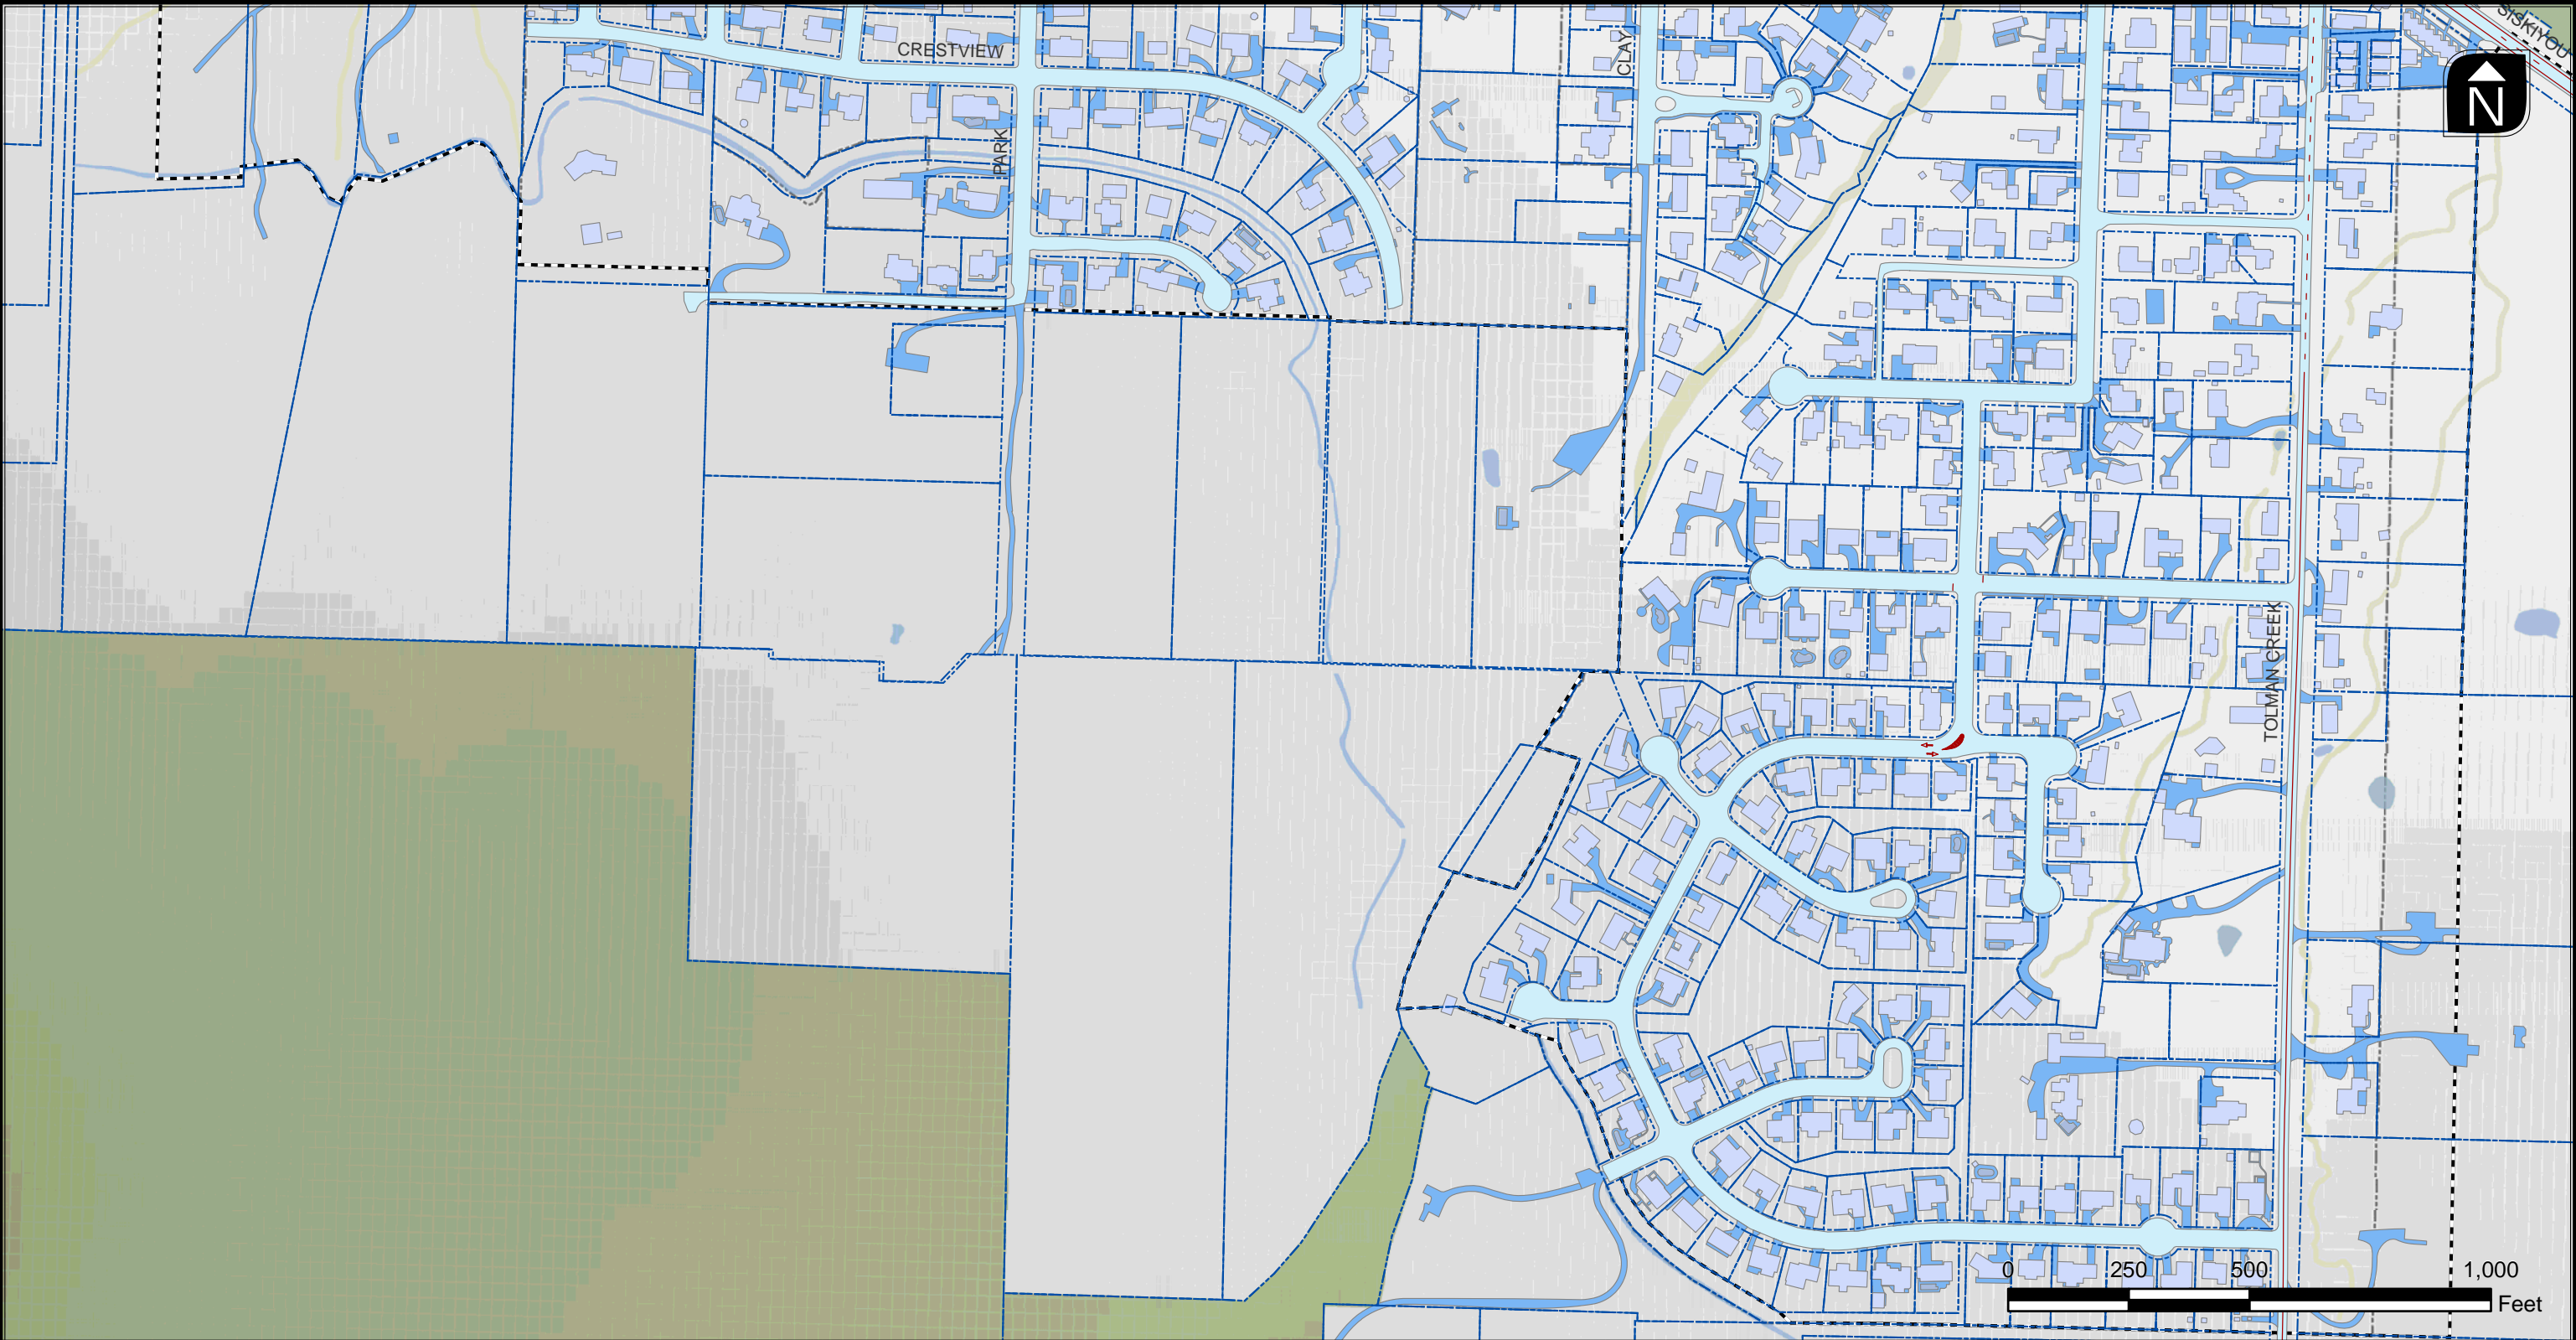 SISKIYOU
CRESTVIEW
CLAY
N
PARK
TOLMAN CREEK
0 250 500 1,000
Feet